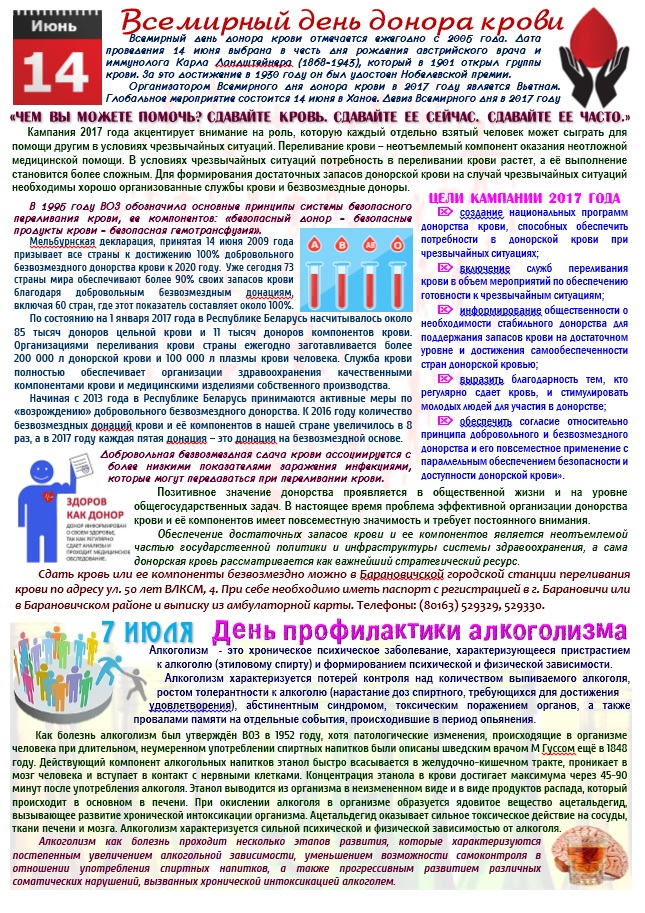 Июнь
14
Всемирный день донора крови
Всемирный день донора крови отмечается ежегодно с 2005 года. Дата
проведения 14 июня выбрана в честь дня рождения австрийского врача и
иммунолога Карла Ландштейнера (1868-1943), который в 1901 открыл группы
крови. За это достижение в 1930 году он был удостоен Нобелевской премии.
Организатором Всемирного дня донора крови в 2017 году является Вьетнам.
Глобальное мероприятие состоится 14 июня в Ханое. Девиз Всемирного дня в 2017 году
«ЧЕМ ВЫ МОЖЕТЕ ПОМОЧЬ? СДАВАЙТЕ КРОВЬ. СДАВАЙТЕ ЕЕ СЕЙЧАС. СДАВАЙТЕ ЕЕ ЧАСТО.»
Кампания 2017 года акцентирует внимание на роль, которую каждый отдельно взятый человек может сыграть для
помощи другим в условиях чрезвычайных ситуаций. Переливание крови – неотъемлемый компонент оказания неотложной
медицинской помощи. В условиях чрезвычайных ситуаций потребность в переливании крови растет, а её выполнение
становится более сложным. Для формирования достаточных запасов донорской крови на случай чрезвычайных ситуаций
необходимы хорошо организованные службы крови и безвозмездные доноры.
В 1995 году ВОЗ обозначила основные принципы системы безопасного
переливания крови, ее компонента: «безопасный донор – безопасные
продукты крови – безопасная гемотрансфузия».
Мельбурнская декларация, принятая 14 июня 2009 года
призывает все страны к достижению 100% добровольного
безвозмездного донорства крови к 2020 году. Уже сегодня 73
страны мира обеспечивают более 90% своих запасов крови
благодаря добровольным безвозмездным донациям,
включая 60 стран, где этот показатель составляет около 100%.
A B AB O
По состоянию на 1 января 2017 года в Республике Беларусь насчитывалось около
85 тысяч доноров цельной крови и 11 тысяч доноров компонентов крови.
Организациями переливания крови страны ежегодно заготавливается более
200 000 л донорской крови и 100 000 л плазмы крови человека. Служба крови
полностью обеспечивает организации здравоохранения качественными
компонентами крови и медицинскими изделиями собственного производства.
Начиная с 2013 года в Республике Беларусь принимаются активные меры по
«возрождению» добровольного безвозмездного донорства. К 2016 году количество
безвозмездных донаций крови и её компонентов в нашей стране увеличилось в 8
раз, а в 2017 году каждая пятая донация – это донация на безвозмездной основе.
ЦЕЛИ КАМПАНИИ 2017 ГОДА
создание национальных программ
донорства крови, способных обеспечить
потребности в донорской крови при
чрезвычайных ситуациях;
включение служб переливания
крови в объем мероприятий по обеспечению
готовности к чрезвычайным ситуациям;
информирование общественности о
необходимости стабильного донорства для
поддержания запасов крови на достаточном
уровне и достижения самообеспеченности
стран донорской кровью;
выразить благодарность тем, кто
регулярно сдает кровь, и стимулировать
молодых людей для участия в донорстве;
обеспечить согласие относительно
принципа добровольного и безвозмездного
донорства и его повсеместное применение с
параллельным обеспечением безопасности и
доступности донорской крови».
Добровольная безвозмездная сдача крови ассоциируется с
более низкими показателями заражения инфекциями,
которые могут передаваться при переливании крови.
ЗДОРОВ
КАК ДОНОР
ДОНОР ИНФОРМИРОВАН
О СВОЕМ ЗДОРОВЬЕ,
ТАК КАК РЕГУЛЯРНО
СДАЕТ АНАЛИЗЫ И
ПРОХОДИТ МЕДИЦИНСКОЕ
ОБСЛЕДОВАНИЕ.
Позитивное значение донорства проявляется в общественной жизни и на уровне
общегосударственных задач. В настоящее время проблема эффективной организации донорства
крови и её компонентов имеет повсеместную значимость и требует постоянного внимания.
Обеспечение достаточных запасов крови и ее компонентов является неотъемлемой
частью государственной политики и инфраструктуры системы здравоохранения, а сама
донорская кровь рассматривается как важнейший стратегический ресурс.
Сдать кровь или ее компоненты безвозмездно можно в Барановичской городской станции переливания
крови по адресу ул. 50 лет ВЛКСМ, 4. При себе необходимо иметь паспорт с регистрацией в г. Барановичи или
в Барановичском районе и выписку из амбулаторной карты. Телефоны: (80163) 529329, 529330.
7 ИЮЛЯ День профилактики алкоголизма
Алкоголизм - это хроническое психическое заболевание, характеризующееся пристрастием
к алкоголю (этиловому спирту) и формированием психической и физической зависимости.
Алкоголизм характеризуется потерей контроля над количеством выпиваемого алкоголя,
ростом толерантности к алкоголю (нарастание доз спиртного, требующихся для достижения
удовлетворения), абстинентным синдромом, токсическим поражением органов, а также
провалами памяти на отдельные события, происходившие в период опьянения.
Как болезнь алкоголизм был утверждён ВОЗ в 1952 году, хотя патологические изменения, происходящие в организме
человека при длительном, неумеренном употреблении спиртных напитков были описаны шведским врачом М Гуссом ещё в 1848
году. Действующий компонент алкогольных напитков этанол быстро всасывается в желудочно-кишечном тракте, проникает в
мозг человека и вступает в контакт с нервными клетками. Концентрация этанола в крови достигает максимума через 45-90
минут после употребления алкоголя. Этанол выводится из организма в неизменном виде и в виде продуктов распада, который
происходит в основном в печени. При окислении алкоголя в организме образуется ядовитое вещество ацетальдегид,
вызывающее развитие хронической интоксикации организма. Ацетальдегид оказывает сильное токсическое действие на сосуды,
ткани печени и мозга. Алкоголизм характеризуется сильной психической и физической зависимостью от алкоголя.
Алкоголизм как болезнь проходит несколько этапов развития, которые характеризуются
постепенным увеличением алкогольной зависимости, уменьшением возможности самоконтроля в
отношении употребления спиртных напитков, а также прогрессивным развитием различных
соматических нарушений, вызванных хронической интоксикацией алкоголем.